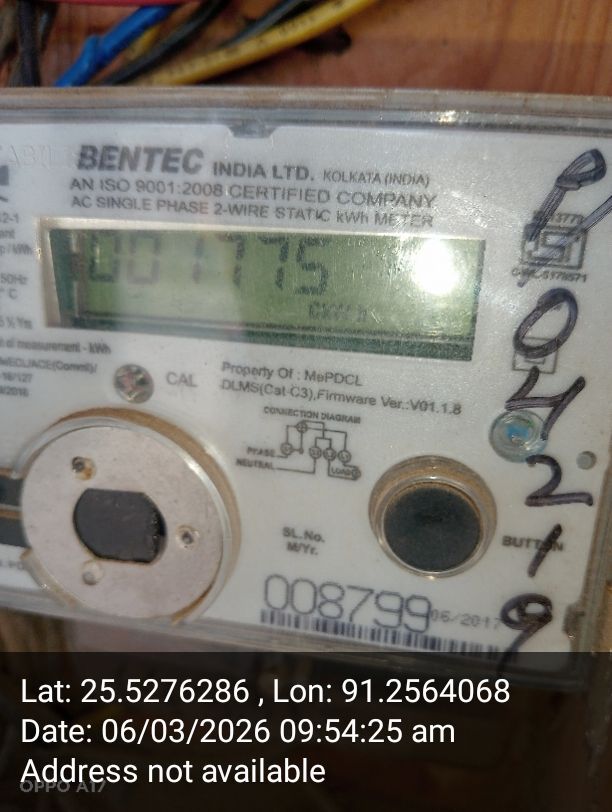 BENTEC INDIA LTD. KOLKATA (INDIA)
AN ISO 9001:2008 CERTIFIED COMPANY
AC SINGLE PHASE 2-WIRE STATIC kWh METER
50Hz
001775
Property Of : MePDCL
DLMS(Cat-C3),Firmware Ver.:V01.1.8
CAL
CONNECTION DIAGRAM
PHASE
NEUTRAL
LOAD
SL.No.
M/Yr.
BUTTON
008799 06/2017
04219
Lat: 25.5276286 , Lon: 91.2564068
Date: 06/03/2026 09:54:25 am
Address not available
OPPO A17